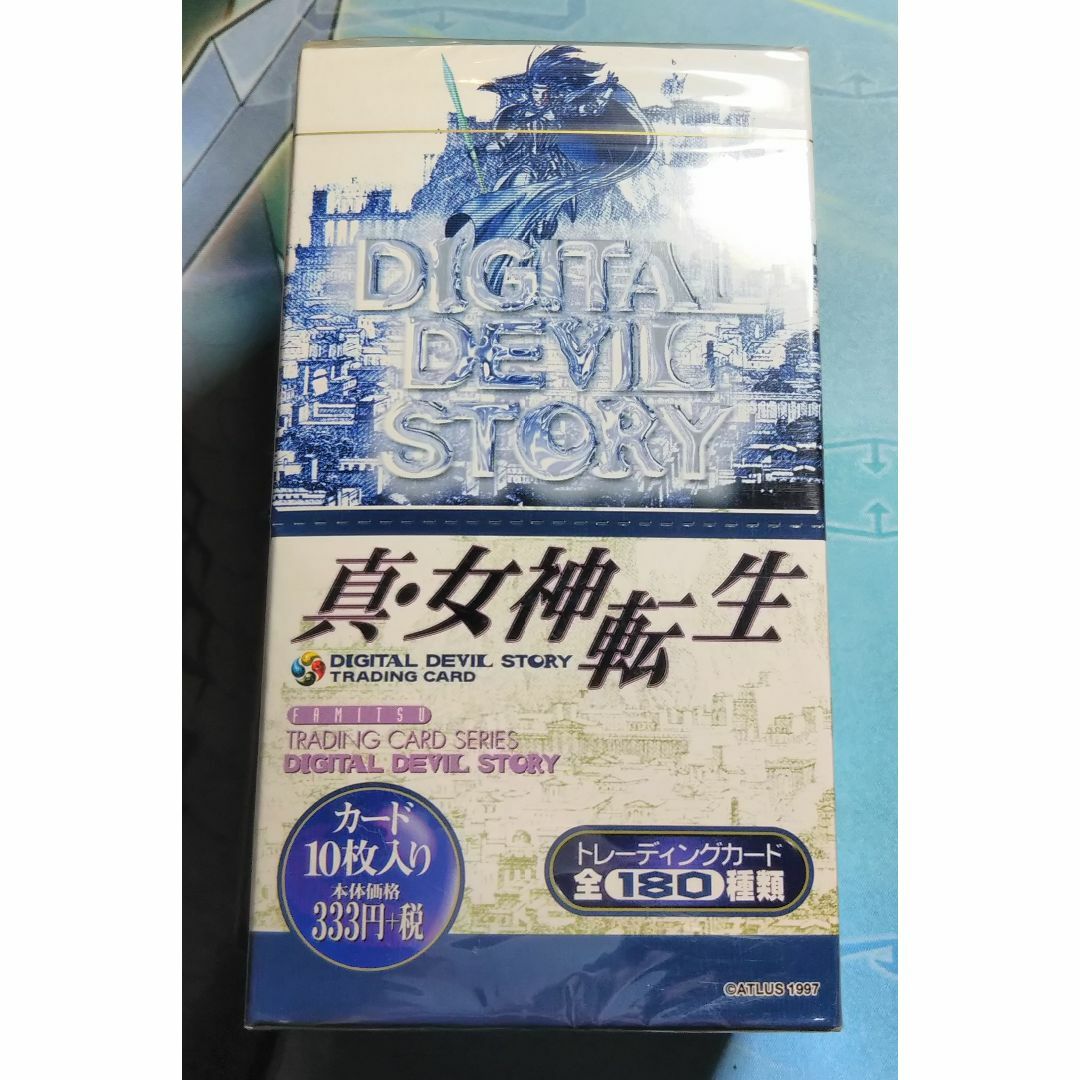 DIGITAL
DEVIL
STORY
真・女神転生
DIGITAL DEVIL STORY
TRADING CARD
FAMITSU
TRADING CARD SERIES
DIGITAL DEVIL STORY
カード
10枚入り
本体価格
333円+税
トレーディングカード
全180種類
©ATLUS 1997